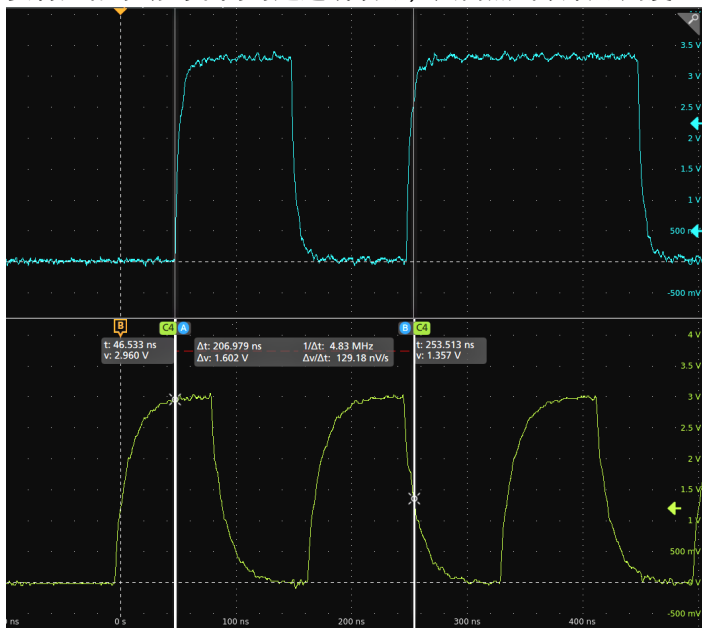 3.5 V
3 V
2.5 V
2 V
1.5 V
1 V
500 mV
-500 mV
B
C4 A
B C4
4 V
t: 46.533 ns
v: 2.960 V
Δt: 206.979 ns 1/Δt: 4.83 MHz
Δv: 1.602 V Δv/Δt: 129.18 nV/s
t: 253.513 ns
v: 1.357 V
3.5 V
3 V
2.5 V
2 V
1.5 V
1 V
500 mV
0 V
-500 mV
ns 0 s 100 ns 200 ns 300 ns 400 ns